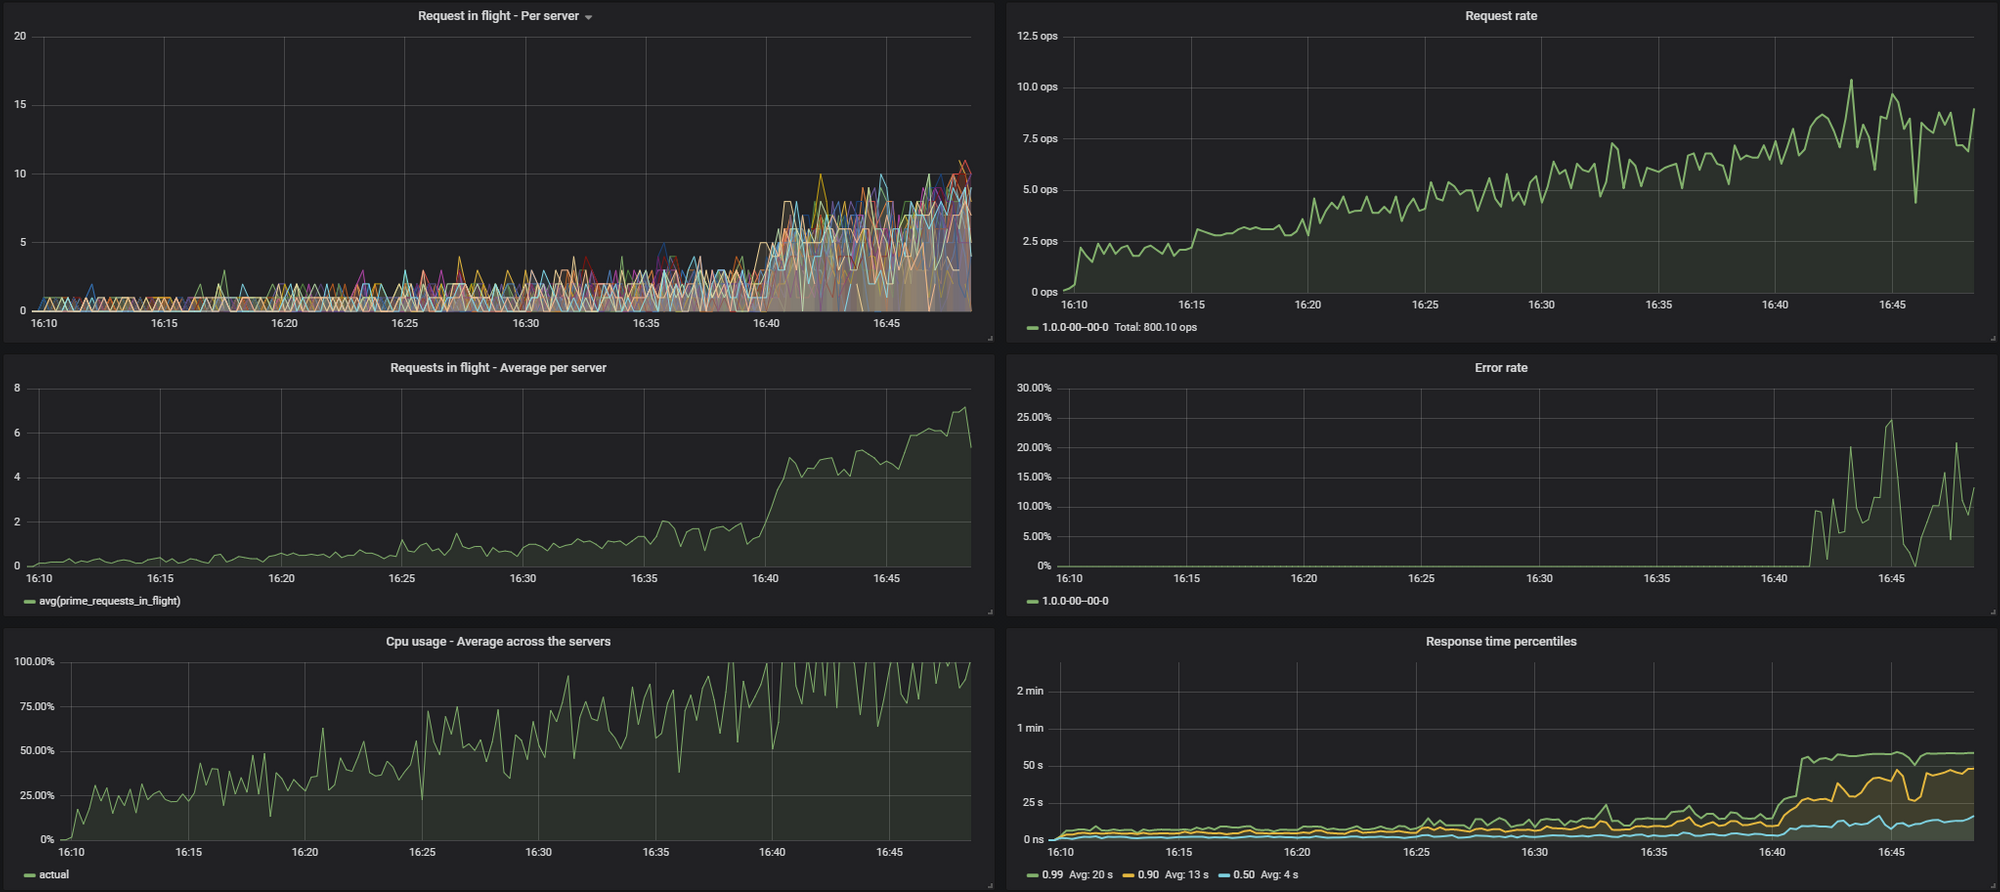 Request in flight - Per server
20
15
10
5
0
16:10 16:15 16:20 16:25 16:30 16:35 16:40 16:45
Request rate
12.5 ops
10.0 ops
7.5 ops
5.0 ops
2.5 ops
0 ops
16:10 16:15 16:20 16:25 16:30 16:35 16:40 16:45
1.0.0-00--00-0 Total: 800.10 ops
Requests in flight - Average per server
8
6
4
2
0
16:10 16:15 16:20 16:25 16:30 16:35 16:40 16:45
avg(prime_requests_in_flight)
Error rate
30.00%
25.00%
20.00%
15.00%
10.00%
5.00%
0%
16:10 16:15 16:20 16:25 16:30 16:35 16:40 16:45
1.0.0-00--00-0
Cpu usage - Average across the servers
100.00%
75.00%
50.00%
25.00%
0%
16:10 16:15 16:20 16:25 16:30 16:35 16:40 16:45
actual
Response time percentiles
2 min
1 min
50 s
25 s
0 ns
16:10 16:15 16:20 16:25 16:30 16:35 16:40 16:45
0.99 Avg: 20 s 0.90 Avg: 13 s 0.50 Avg: 4 s